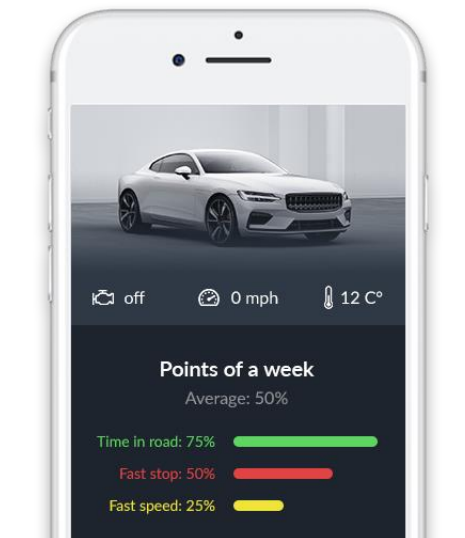 off
0 mph
12 C°
Points of a week
Average: 50%
Time in road: 75%
Fast stop: 50%
Fast speed: 25%